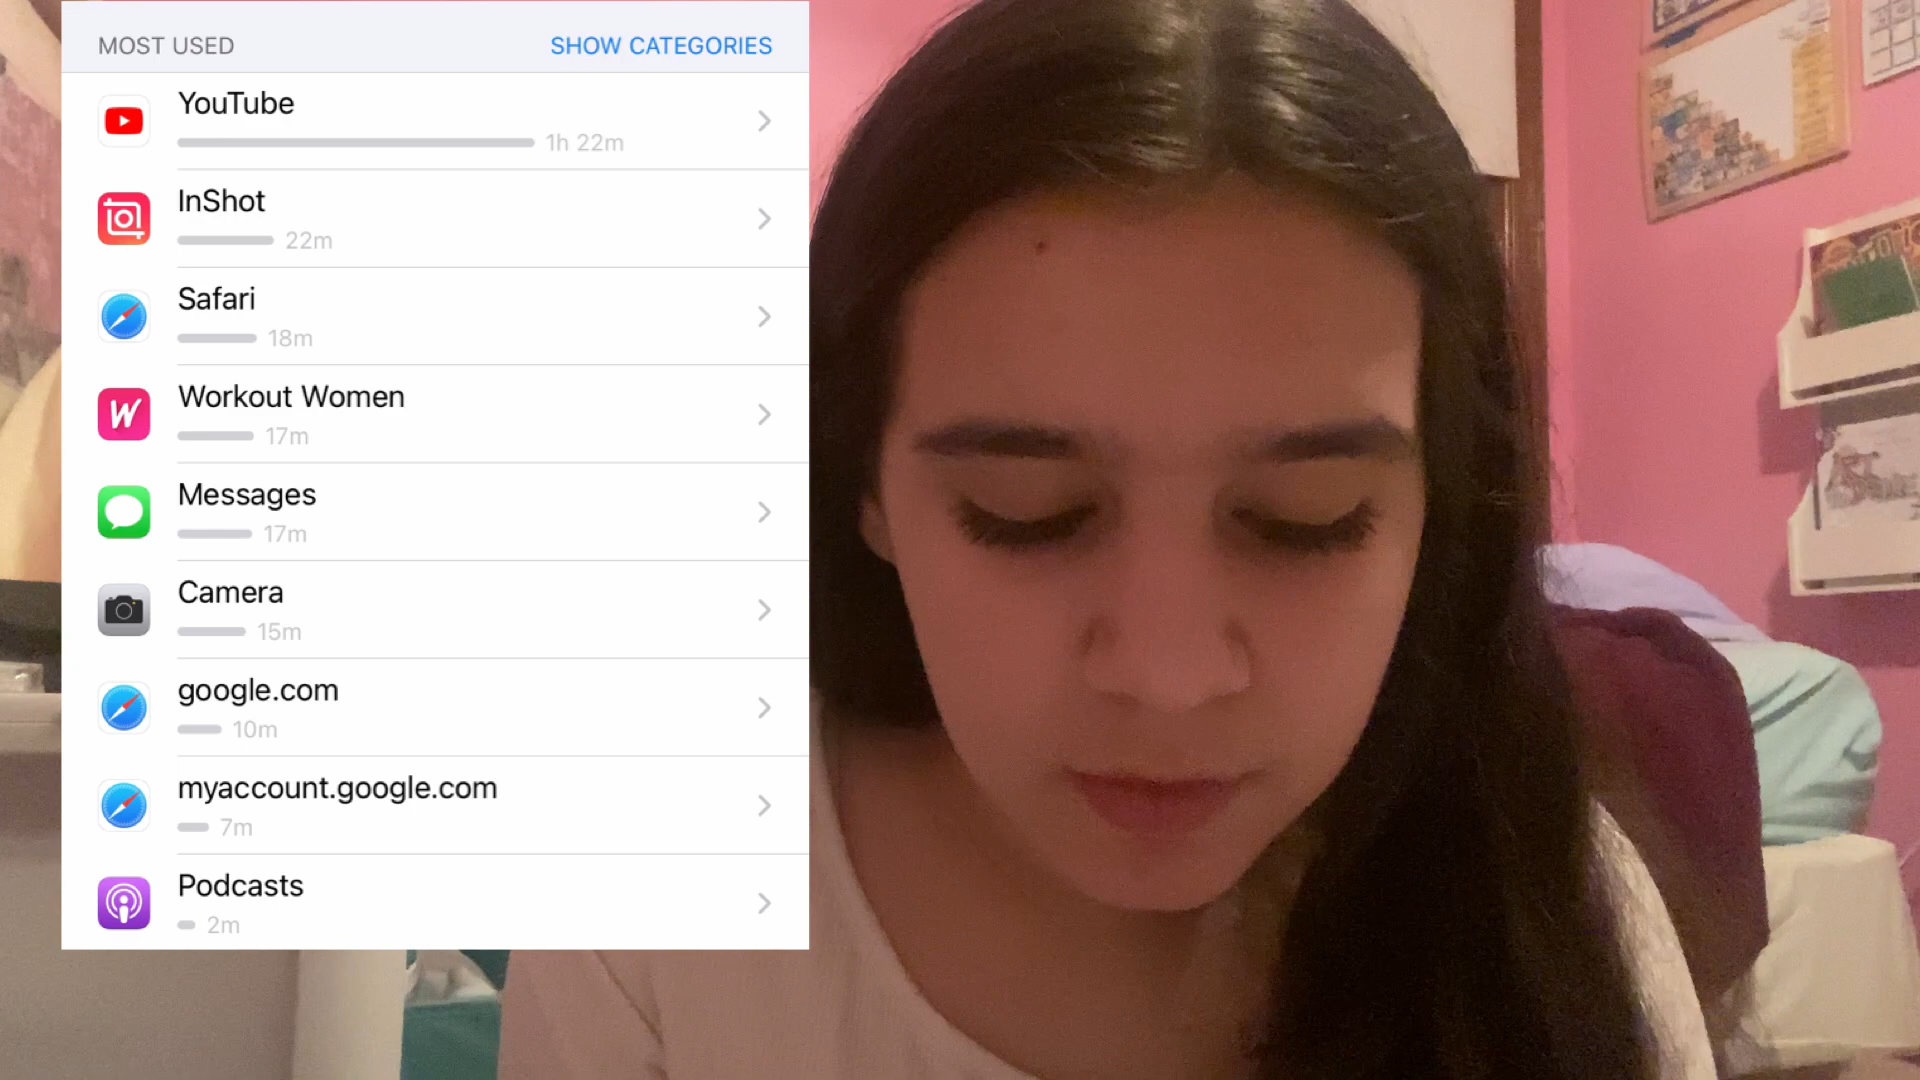 MOST USED SHOW CATEGORIES
YouTube
1h 22m
InShot
22m
Safari
18m
Workout Women
17m
Messages
17m
Camera
15m
google.com
10m
myaccount.google.com
7m
Podcasts
2m